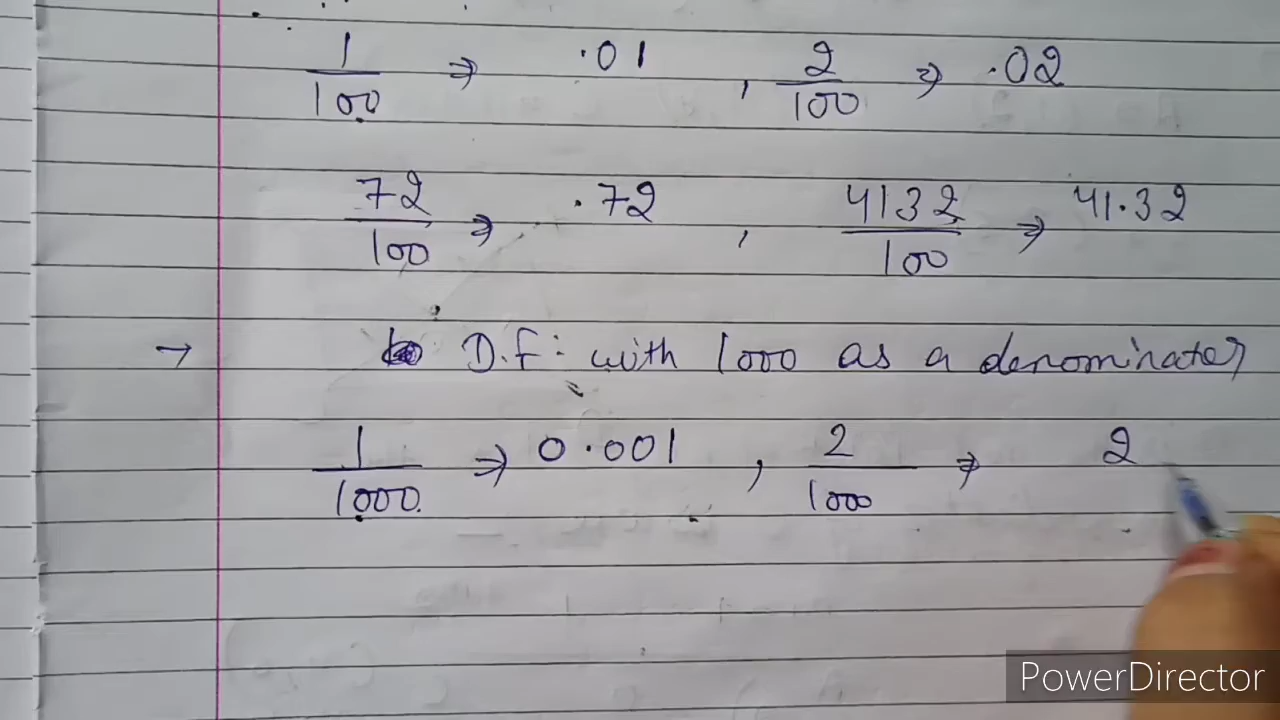 1/100 ⇒ .01 , 2/100 ⇒ .02
72/100 ⇒ .72 , 4132/100 ⇒ 41.32
→ D.F: with 1000 as a denominater
1/1000 ⇒ 0.001 , 2/1000 ⇒ 2
PowerDirector